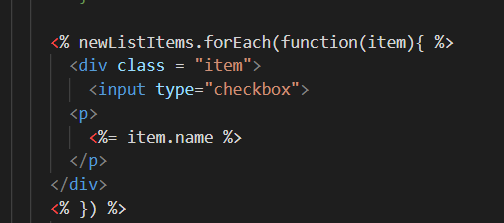 <% newListItems.forEach(function(item){ %>
<div class = "item">
<input type="checkbox">
<p>
<%= item.name %>
</p>
</div>
<% }) %>